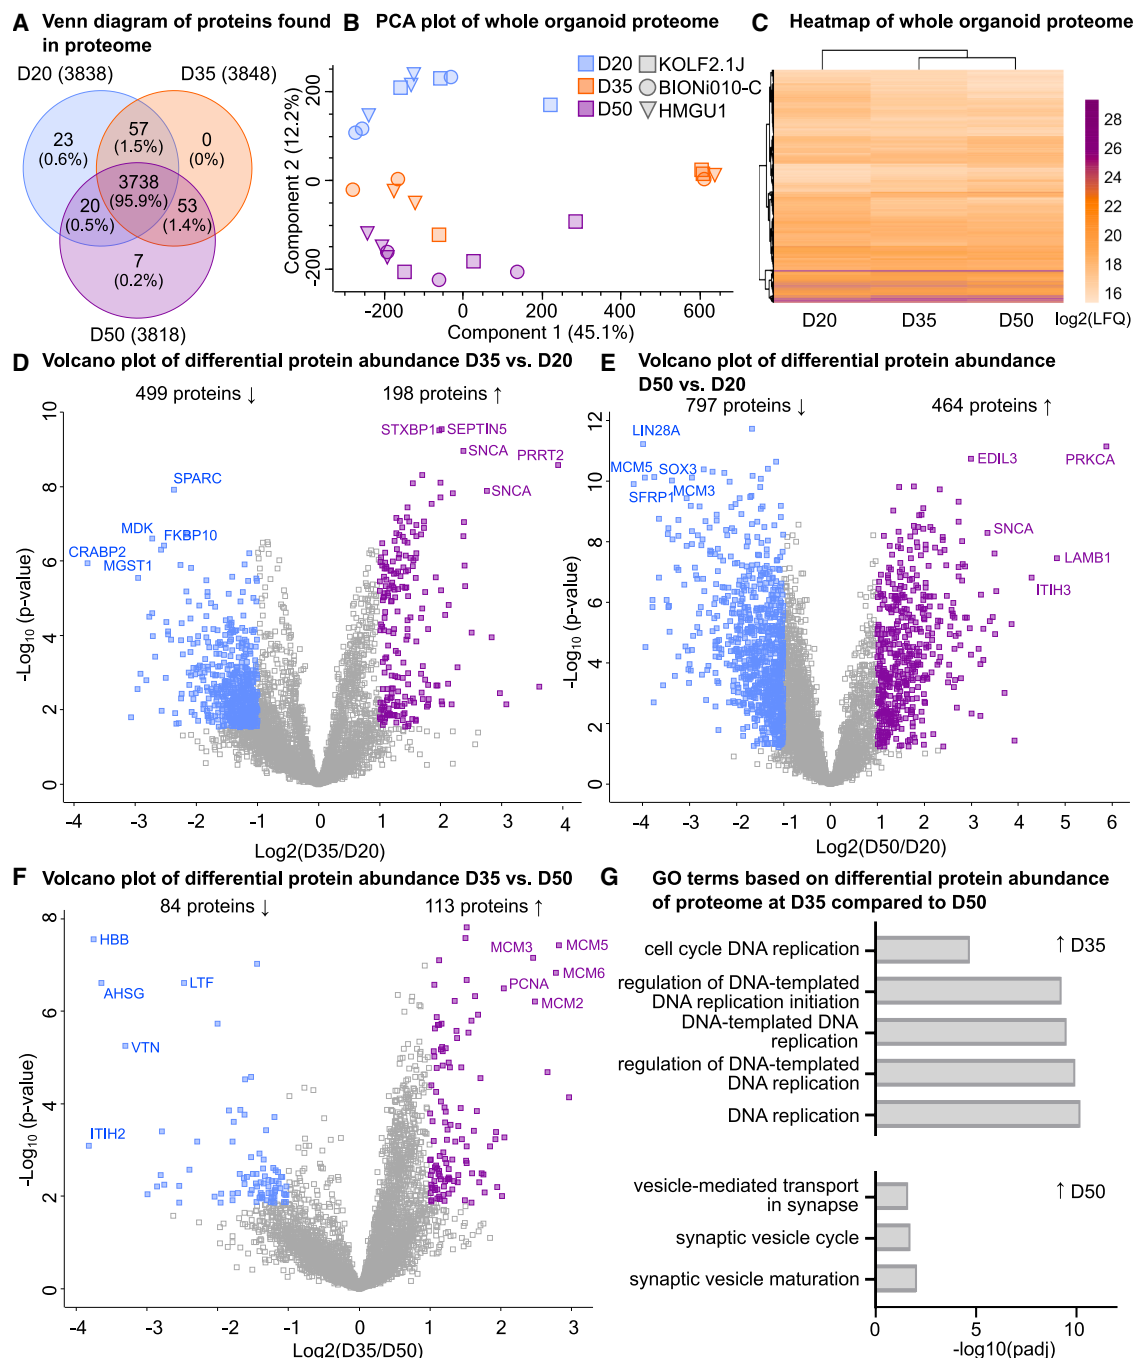 A Venn diagram of proteins found
in proteome
D20 (3838)
D35 (3848)
23
(0.6%)
57
(1.5%)
0
(0%)
3738
(95.9%)
20
(0.5%)
53
(1.4%)
7
(0.2%)
D50 (3818)
B PCA plot of whole organoid proteome
D20
D35
D50
KOLF2.1J
BIONi010-C
HMGU1
Component 2 (12.2%)
200
0
-200
-200 0 200 400 600
Component 1 (45.1%)
C Heatmap of whole organoid proteome
28
26
24
22
20
18
16
D20 D35 D50
log2(LFQ)
D Volcano plot of differential protein abundance D35 vs. D20
499 proteins ↓
198 proteins ↑
STXBP1
SEPTIN5
SNCA
PRRT2
SNCA
SPARC
MDK
FKBP10
CRABP2
MGST1
-Log10 (p-value)
10
8
6
4
2
0
-4 -3 -2 -1 0 1 2 3 4
Log2(D35/D20)
E Volcano plot of differential protein abundance
D50 vs. D20
797 proteins ↓
464 proteins ↑
LIN28A
MCM5
SOX3
SFRP1
MCM3
EDIL3
PRKCA
SNCA
LAMB1
ITIH3
-Log10 (p-value)
12
10
8
6
4
2
0
-4 -3 -2 -1 0 1 2 3 4 5 6
Log2(D50/D20)
F Volcano plot of differential protein abundance D35 vs. D50
84 proteins ↓
113 proteins ↑
HBB
AHSG
LTF
VTN
ITIH2
MCM3
MCM5
MCM6
PCNA
MCM2
-Log10 (p-value)
8
6
4
2
0
-4 -3 -2 -1 0 1 2 3
Log2(D35/D50)
G GO terms based on differential protein abundance
of proteome at D35 compared to D50
cell cycle DNA replication
regulation of DNA-templated
DNA replication initiation
DNA-templated DNA
replication
regulation of DNA-templated
DNA replication
DNA replication
↑ D35
vesicle-mediated transport
in synapse
synaptic vesicle cycle
synaptic vesicle maturation
↑ D50
0 5 10
-log10(padj)